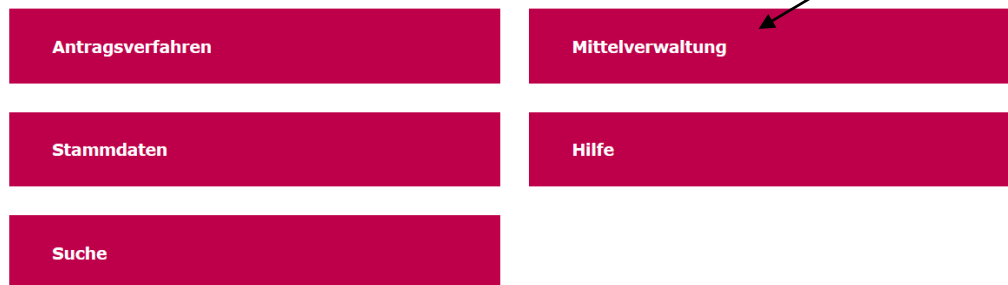 Antragsverfahren
Mittelverwaltung
Stammdaten
Hilfe
Suche